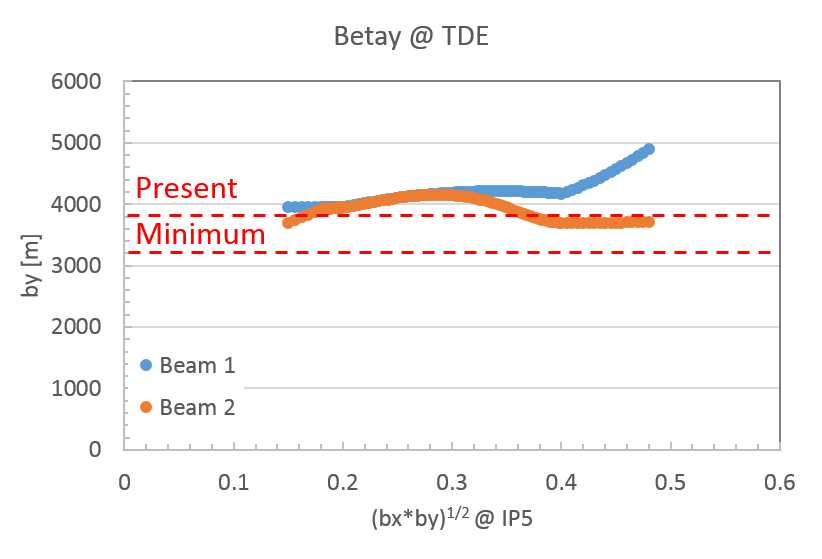 Betay @ TDE
6000
5000
4000
3000
2000
1000
0
by [m]
Present
Minimum
Beam 1
Beam 2
0 0.1 0.2 0.3 0.4 0.5 0.6
(bx*by)1/2 @ IP5